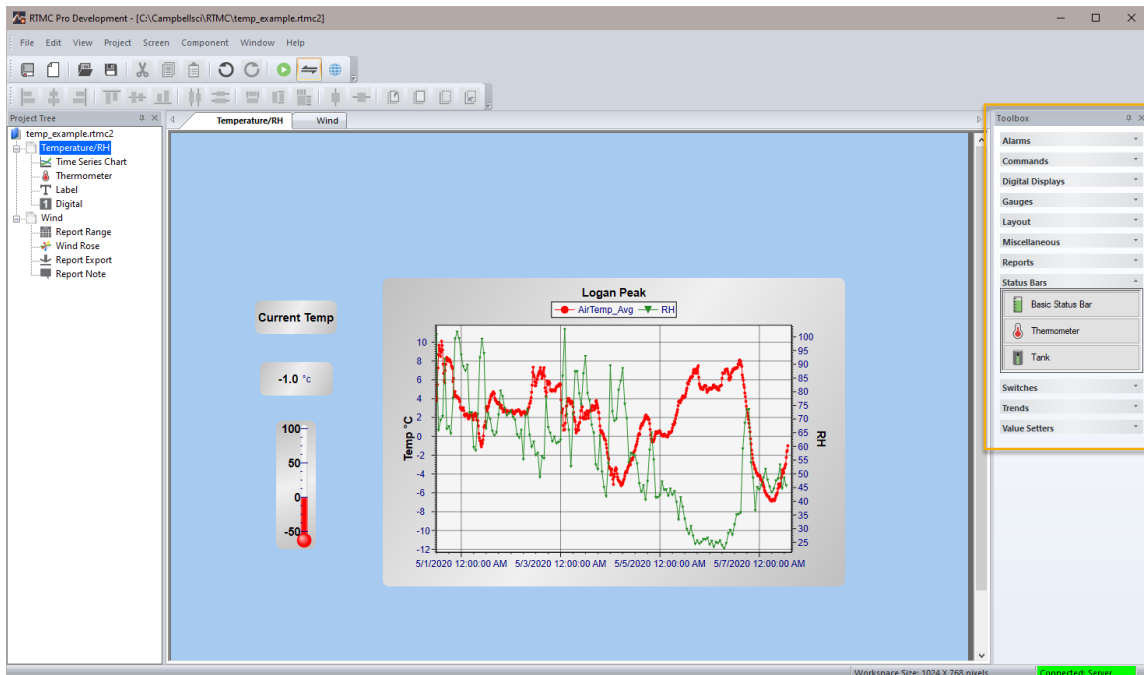 RTMC Pro Development - [C:\Campbellsci\RTMC\temp_example.rtmc2]
File Edit View Project Screen Component Window Help
Project Tree
temp_example.rtmc2
Temperature/RH
Time Series Chart
Thermometer
Label
Digital
Wind
Report Range
Wind Rose
Report Export
Report Note
Temperature/RH Wind
Current Temp
-1.0 °c
100
50
0
-50
Logan Peak
AirTemp_Avg RH
Temp °C
10
8
6
4
2
0
-2
-4
-6
-8
-10
-12
100
95
90
85
80
75
70
65
60
55
50
45
40
35
30
25
RH
5/1/2020 12:00:00 AM 5/3/2020 12:00:00 AM 5/5/2020 12:00:00 AM 5/7/2020 12:00:00 AM
Toolbox
Alarms
Commands
Digital Displays
Gauges
Layout
Miscellaneous
Reports
Status Bars
Basic Status Bar
Thermometer
Tank
Switches
Trends
Value Setters
Workspace Size: 1024 X 768 pixels
Connected: Server